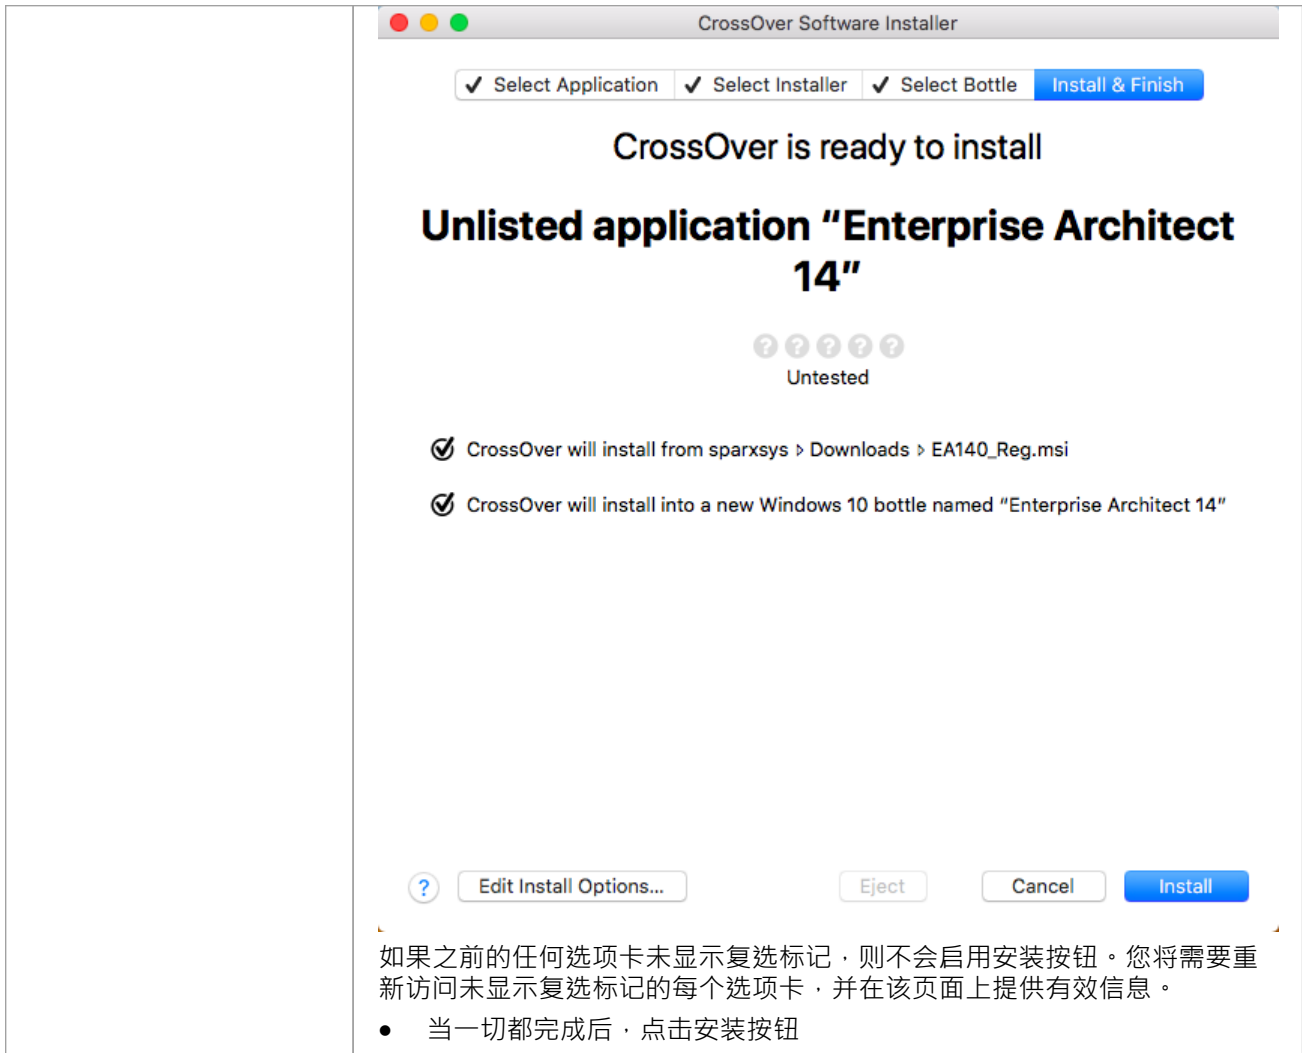 CrossOver Software Installer
✓ Select Application ✓ Select Installer ✓ Select Bottle Install & Finish
CrossOver is ready to install
Unlisted application “Enterprise Architect
14”
? ? ? ? ?
Untested
CrossOver will install from sparxsys ▹ Downloads ▹ EA140_Reg.msi
CrossOver will install into a new Windows 10 bottle named “Enterprise Architect 14”
? Edit Install Options... Eject Cancel Install
如果之前的任何选项卡未显示复选标记，则不会启用安装按钮。您将需要重
新访问未显示复选标记的每个选项卡，并在该页面上提供有效信息。
● 当一切都完成后，点击安装按钮